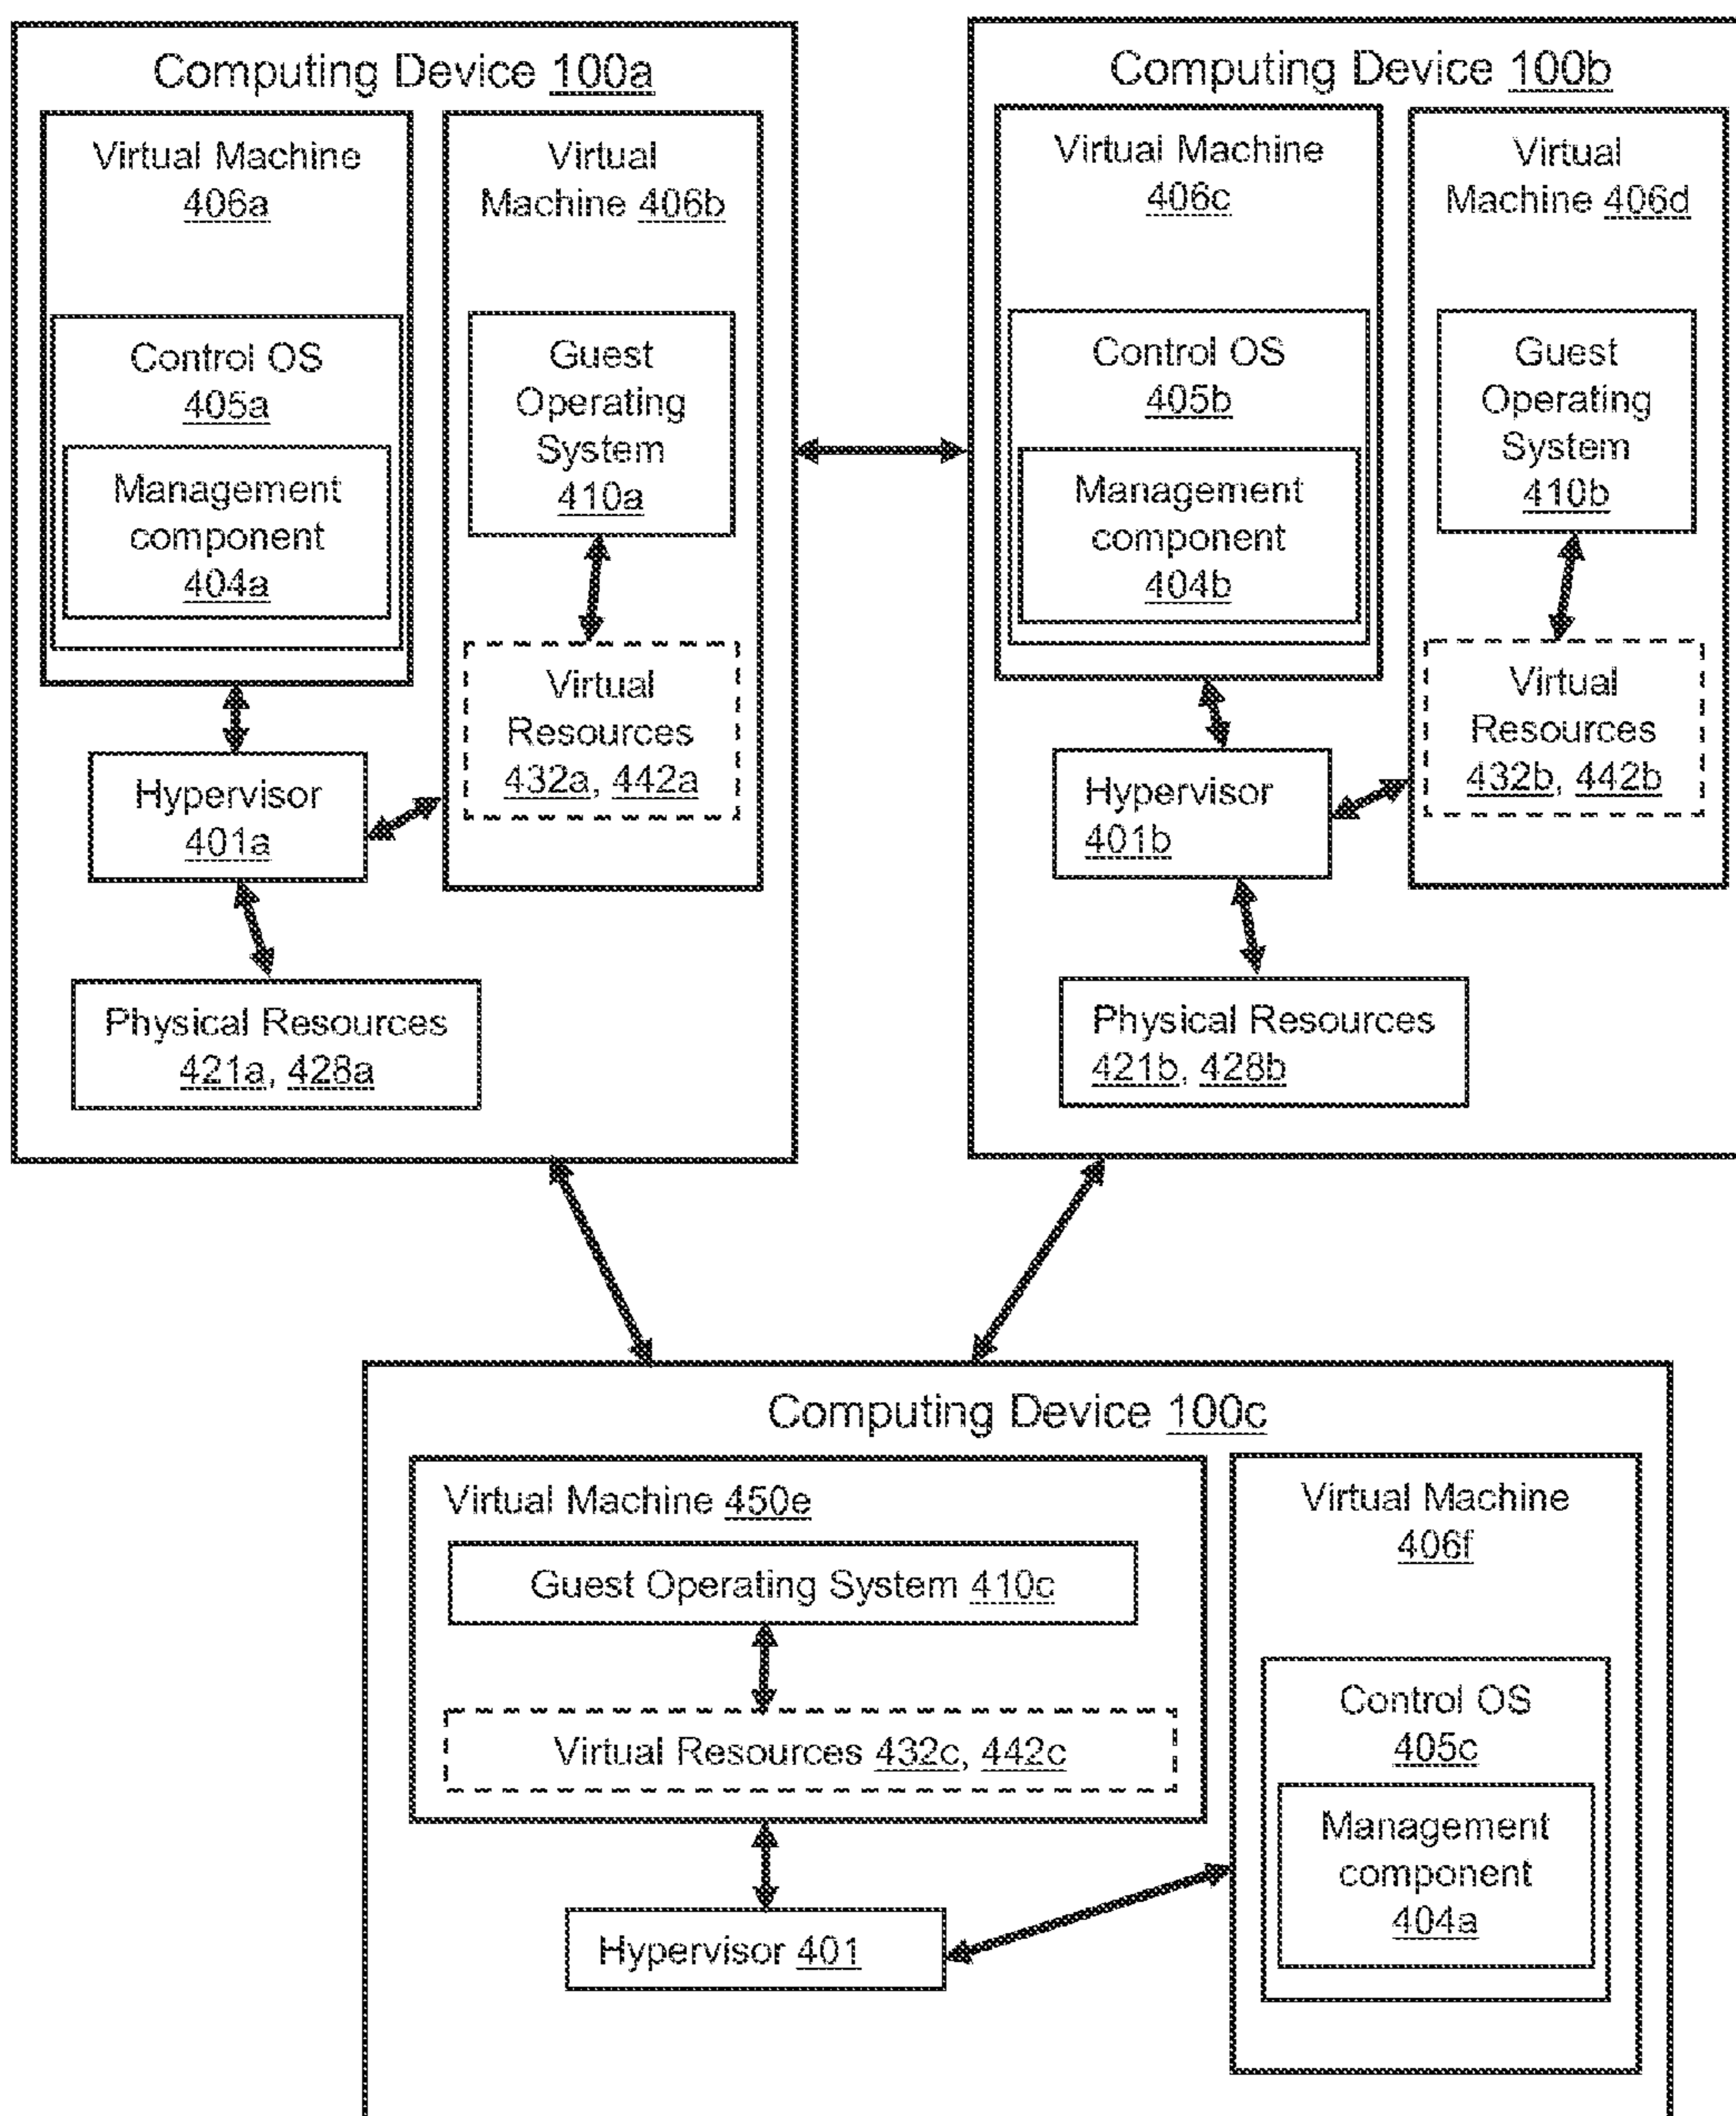 Computing Device 100a
Virtual Machine
406a
Control OS
405a
Management
component
404a
Virtual
Machine 406b
Guest
Operating
System
410a
Virtual
Resources
432a, 442a
Hypervisor
401a
Physical Resources
421a, 428a
Computing Device 100b
Virtual Machine
406c
Control OS
405b
Management
component
404b
Virtual
Machine 406d
Guest
Operating
System
410b
Virtual
Resources
432b, 442b
Hypervisor
401b
Physical Resources
421b, 428b
Computing Device 100c
Virtual Machine 450e
Guest Operating System 410c
Virtual Resources 432c, 442c
Hypervisor 401
Virtual Machine
406f
Control OS
405c
Management
component
404a